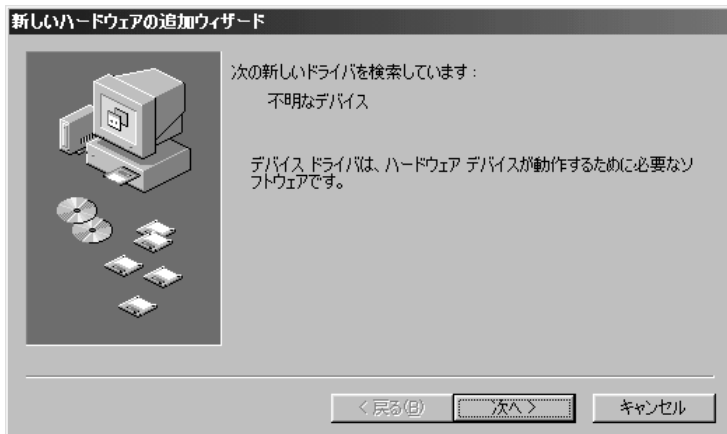 新しいハードウェアの追加ウィザード
次の新しいドライバを検索しています：
不明なデバイス
デバイス ドライバは、ハードウェア デバイスが動作するために必要なソ
フトウェアです。
< 戻る(B)
次へ >
キャンセル